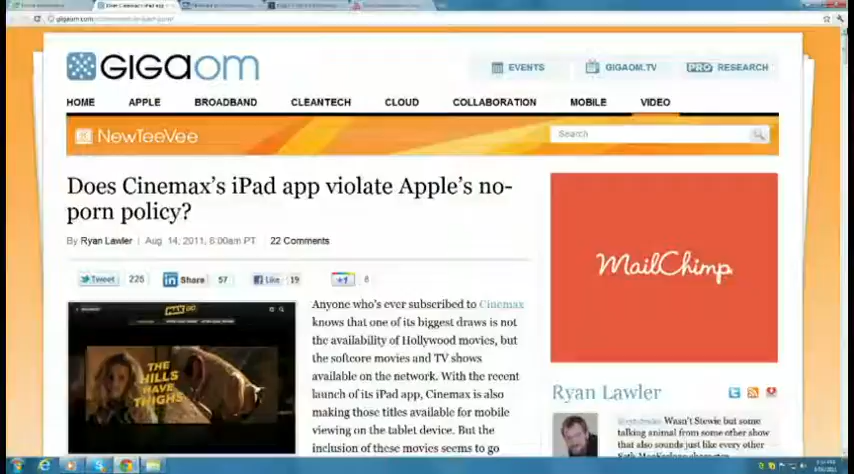 gigaom.com
GIGAOM
EVENTS
GIGAOM.TV
PRO RESEARCH
HOME
APPLE
BROADBAND
CLEANTECH
CLOUD
COLLABORATION
MOBILE
VIDEO
NewTeeVee
Search
Does Cinemax's iPad app violate Apple's no-
porn policy?
By Ryan Lawler | Aug. 14, 2011, 6:00am PT
22 Comments
Tweet
Share 57
Like 19
+1
MAX GO
THE
HILLS
HAVE
THIGHS
Anyone who's ever subscribed to Cinemax
knows that one of its biggest draws is not
the availability of Hollywood movies, but
the softcore movies and TV shows
available on the network. With the recent
launch of its iPad app, Cinemax is also
making those titles available for mobile
viewing on the tablet device. But the
inclusion of these movies seems to go
MailChimp
Ryan Lawler
Wasn't Stewie but some
talking animal from some other show
that also sounds just like every other